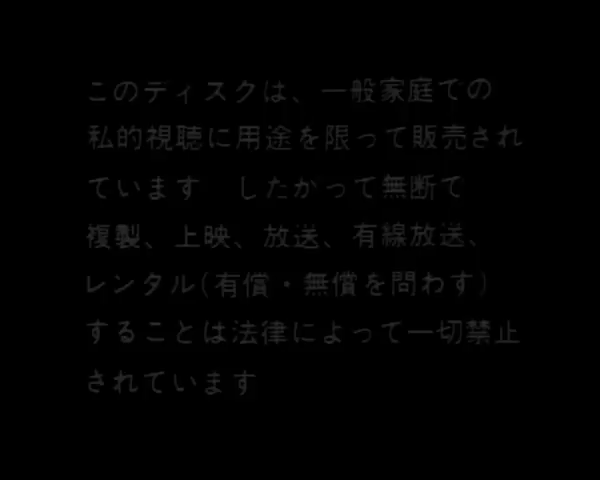 このディスクは、一般家庭での
私的視聴に用途を限って販売され
ています　したがって無断で
複製、上映、放送、有線放送、
レンタル(有償・無償を問わず)
することは法律によって一切禁止
されています